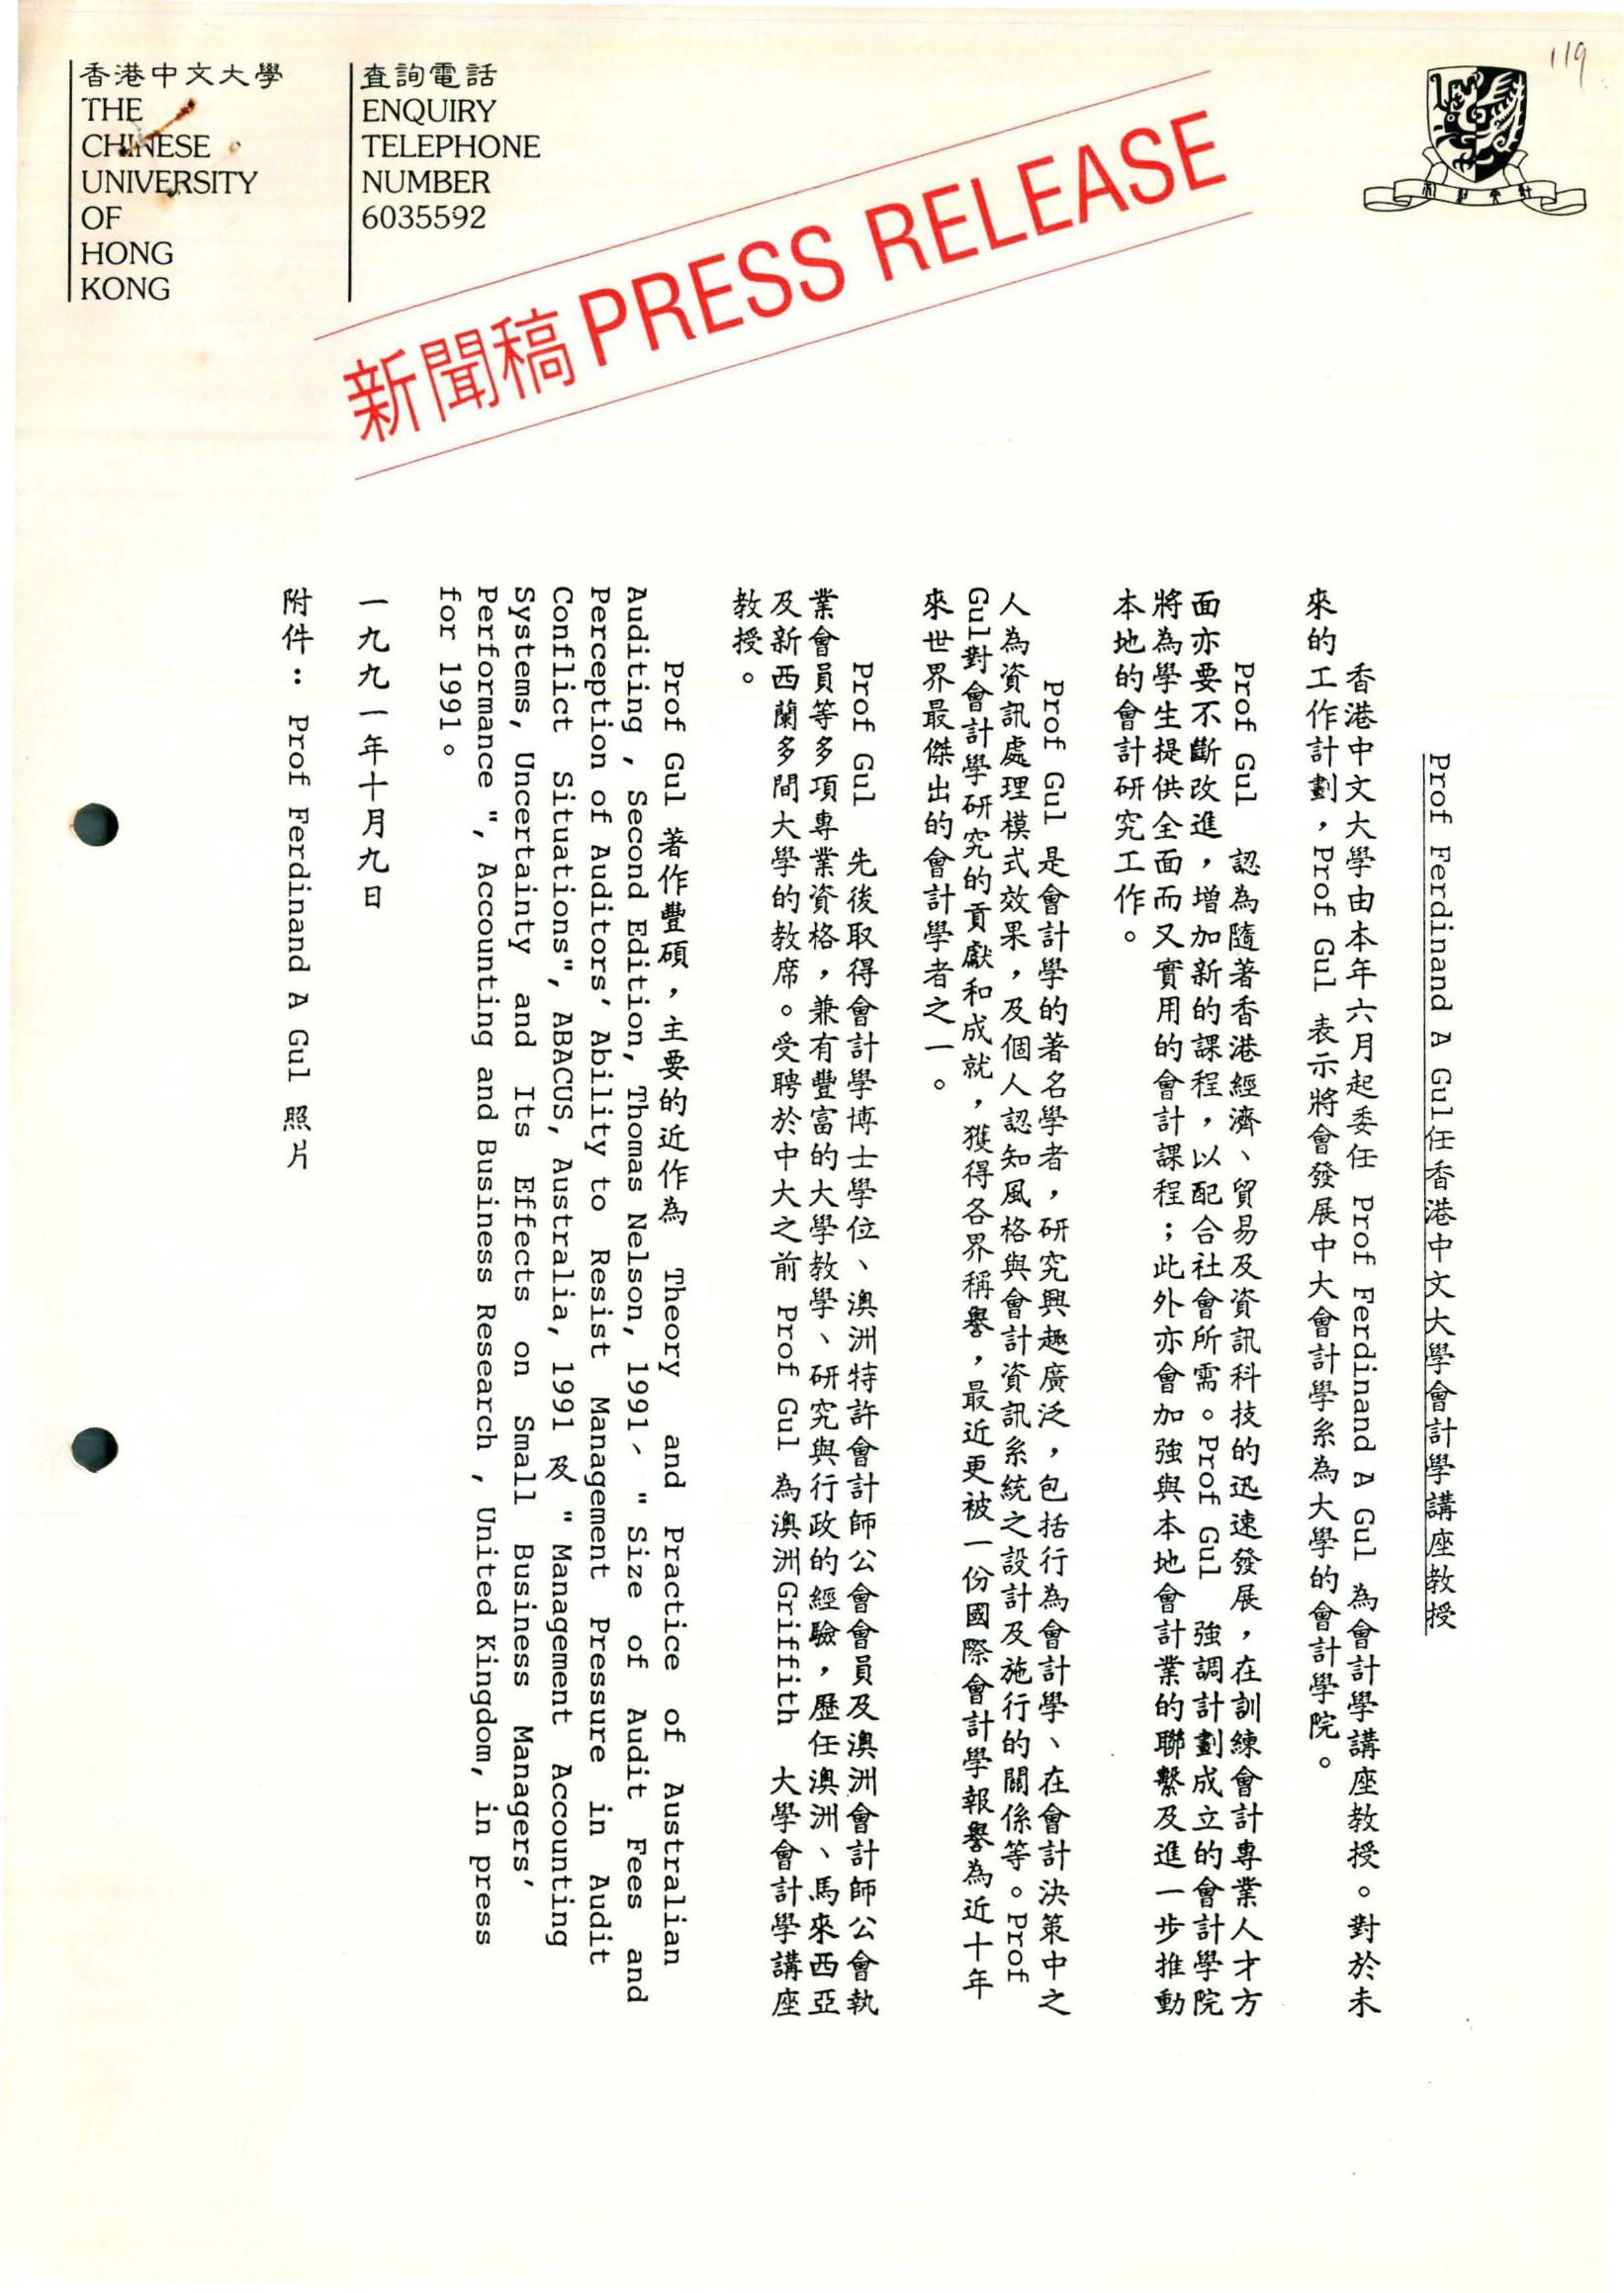 119
香港中文大學
THE
CHINESE
UNIVERSITY
OF
HONG
KONG
查詢電話
ENQUIRY
TELEPHONE
NUMBER
6035592
新聞稿 PRESS RELEASE
Prof Ferdinand A Gul任香港中文大學會計學講座教授
香港中文大學由本年六月起委任 Prof Ferdinand A Gul 為會計學講座教授。對於未
來的工作計劃，Prof Gul 表示將會發展中大會計學系為大學的會計學院。
Prof Gul 認為隨著香港經濟、貿易及資訊科技的迅速發展，在訓練會計專業人才方
面亦要不斷改進，增加新的課程，以配合社會所需。Prof Gul 強調計劃成立的會計學院
將為學生提供全面而又實用的會計課程；此外亦會加強與本地會計業的聯繫及進一步推動
本地的會計研究工作。
Prof Gul 是會計學的著名學者，研究興趣廣泛，包括行為會計學、在會計決策中之
人為資訊處理模式效果，及個人認知風格與會計資訊系統之設計及施行的關係等。Prof
Gul對會計學研究的貢獻和成就，獲得各界稱譽，最近更被一份國際會計學報譽為近十年
來世界最傑出的會計學者之一。
Prof Gul 先後取得會計學博士學位、澳洲特許會計師公會會員及澳洲會計師公會執
業會員等多項專業資格，兼有豐富的大學教學、研究與行政的經驗，歷任澳洲、馬來西亞
及新西蘭多間大學的教席。受聘於中大之前 Prof Gul 為澳洲Griffith 大學會計學講座
教授。
Prof Gul 著作豐碩，主要的近作為 Theory and Practice of Australian
Auditing , Second Edition, Thomas Nelson, 1991、 " Size of Audit Fees and
Perception of Auditors' Ability to Resist Management Pressure in Audit
Conflict Situations", ABACUS, Australia, 1991 及 " Management Accounting
Systems, Uncertainty and Its Effects on Small Business Managers'
Performance ", Accounting and Business Research , United Kingdom, in press
for 1991。
一九九一年十月九日
附件：Prof Ferdinand A Gul 照片